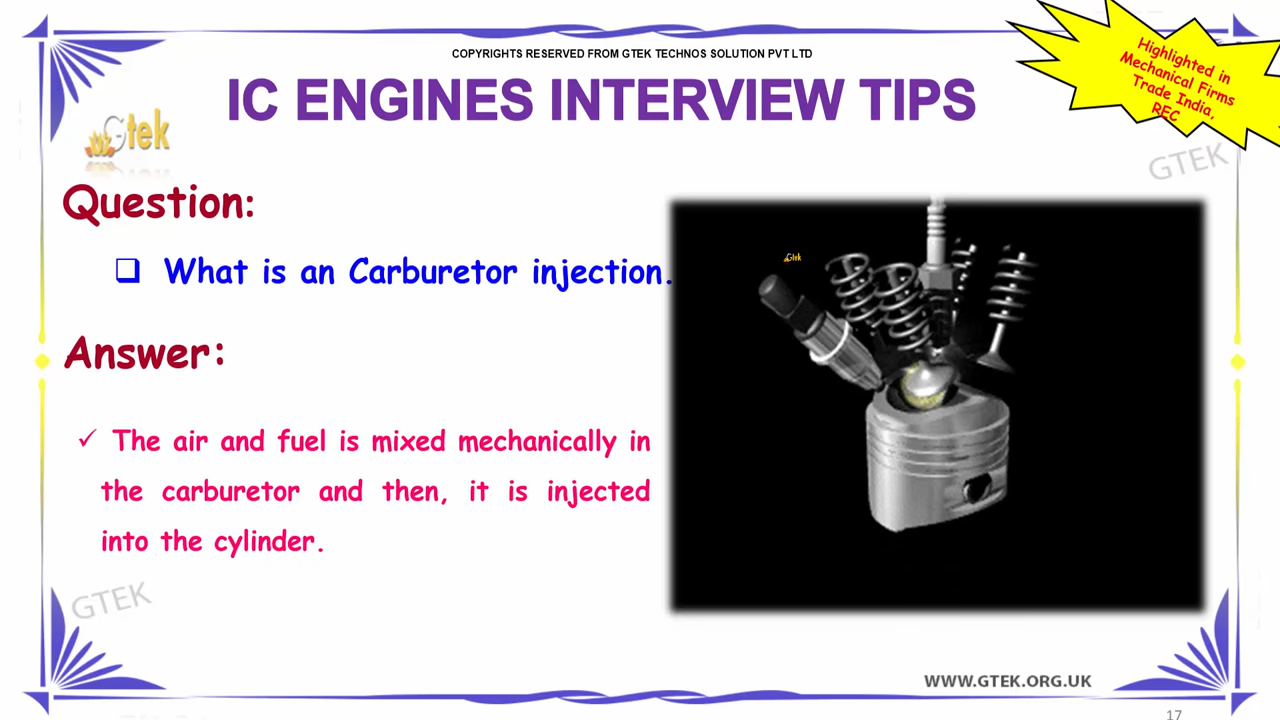 COPYRIGHTS RESERVED FROM GTEK TECHNOS SOLUTION PVT LTD
IC ENGINES INTERVIEW TIPS
Highlighted in
Mechanical Firms
Trade India,
REC
Gtek
GTEK
Question:
What is an Carburetor injection.
Gtek
Answer:
The air and fuel is mixed mechanically in
the carburetor and then, it is injected
into the cylinder.
GTEK
WWW.GTEK.ORG.UK
17